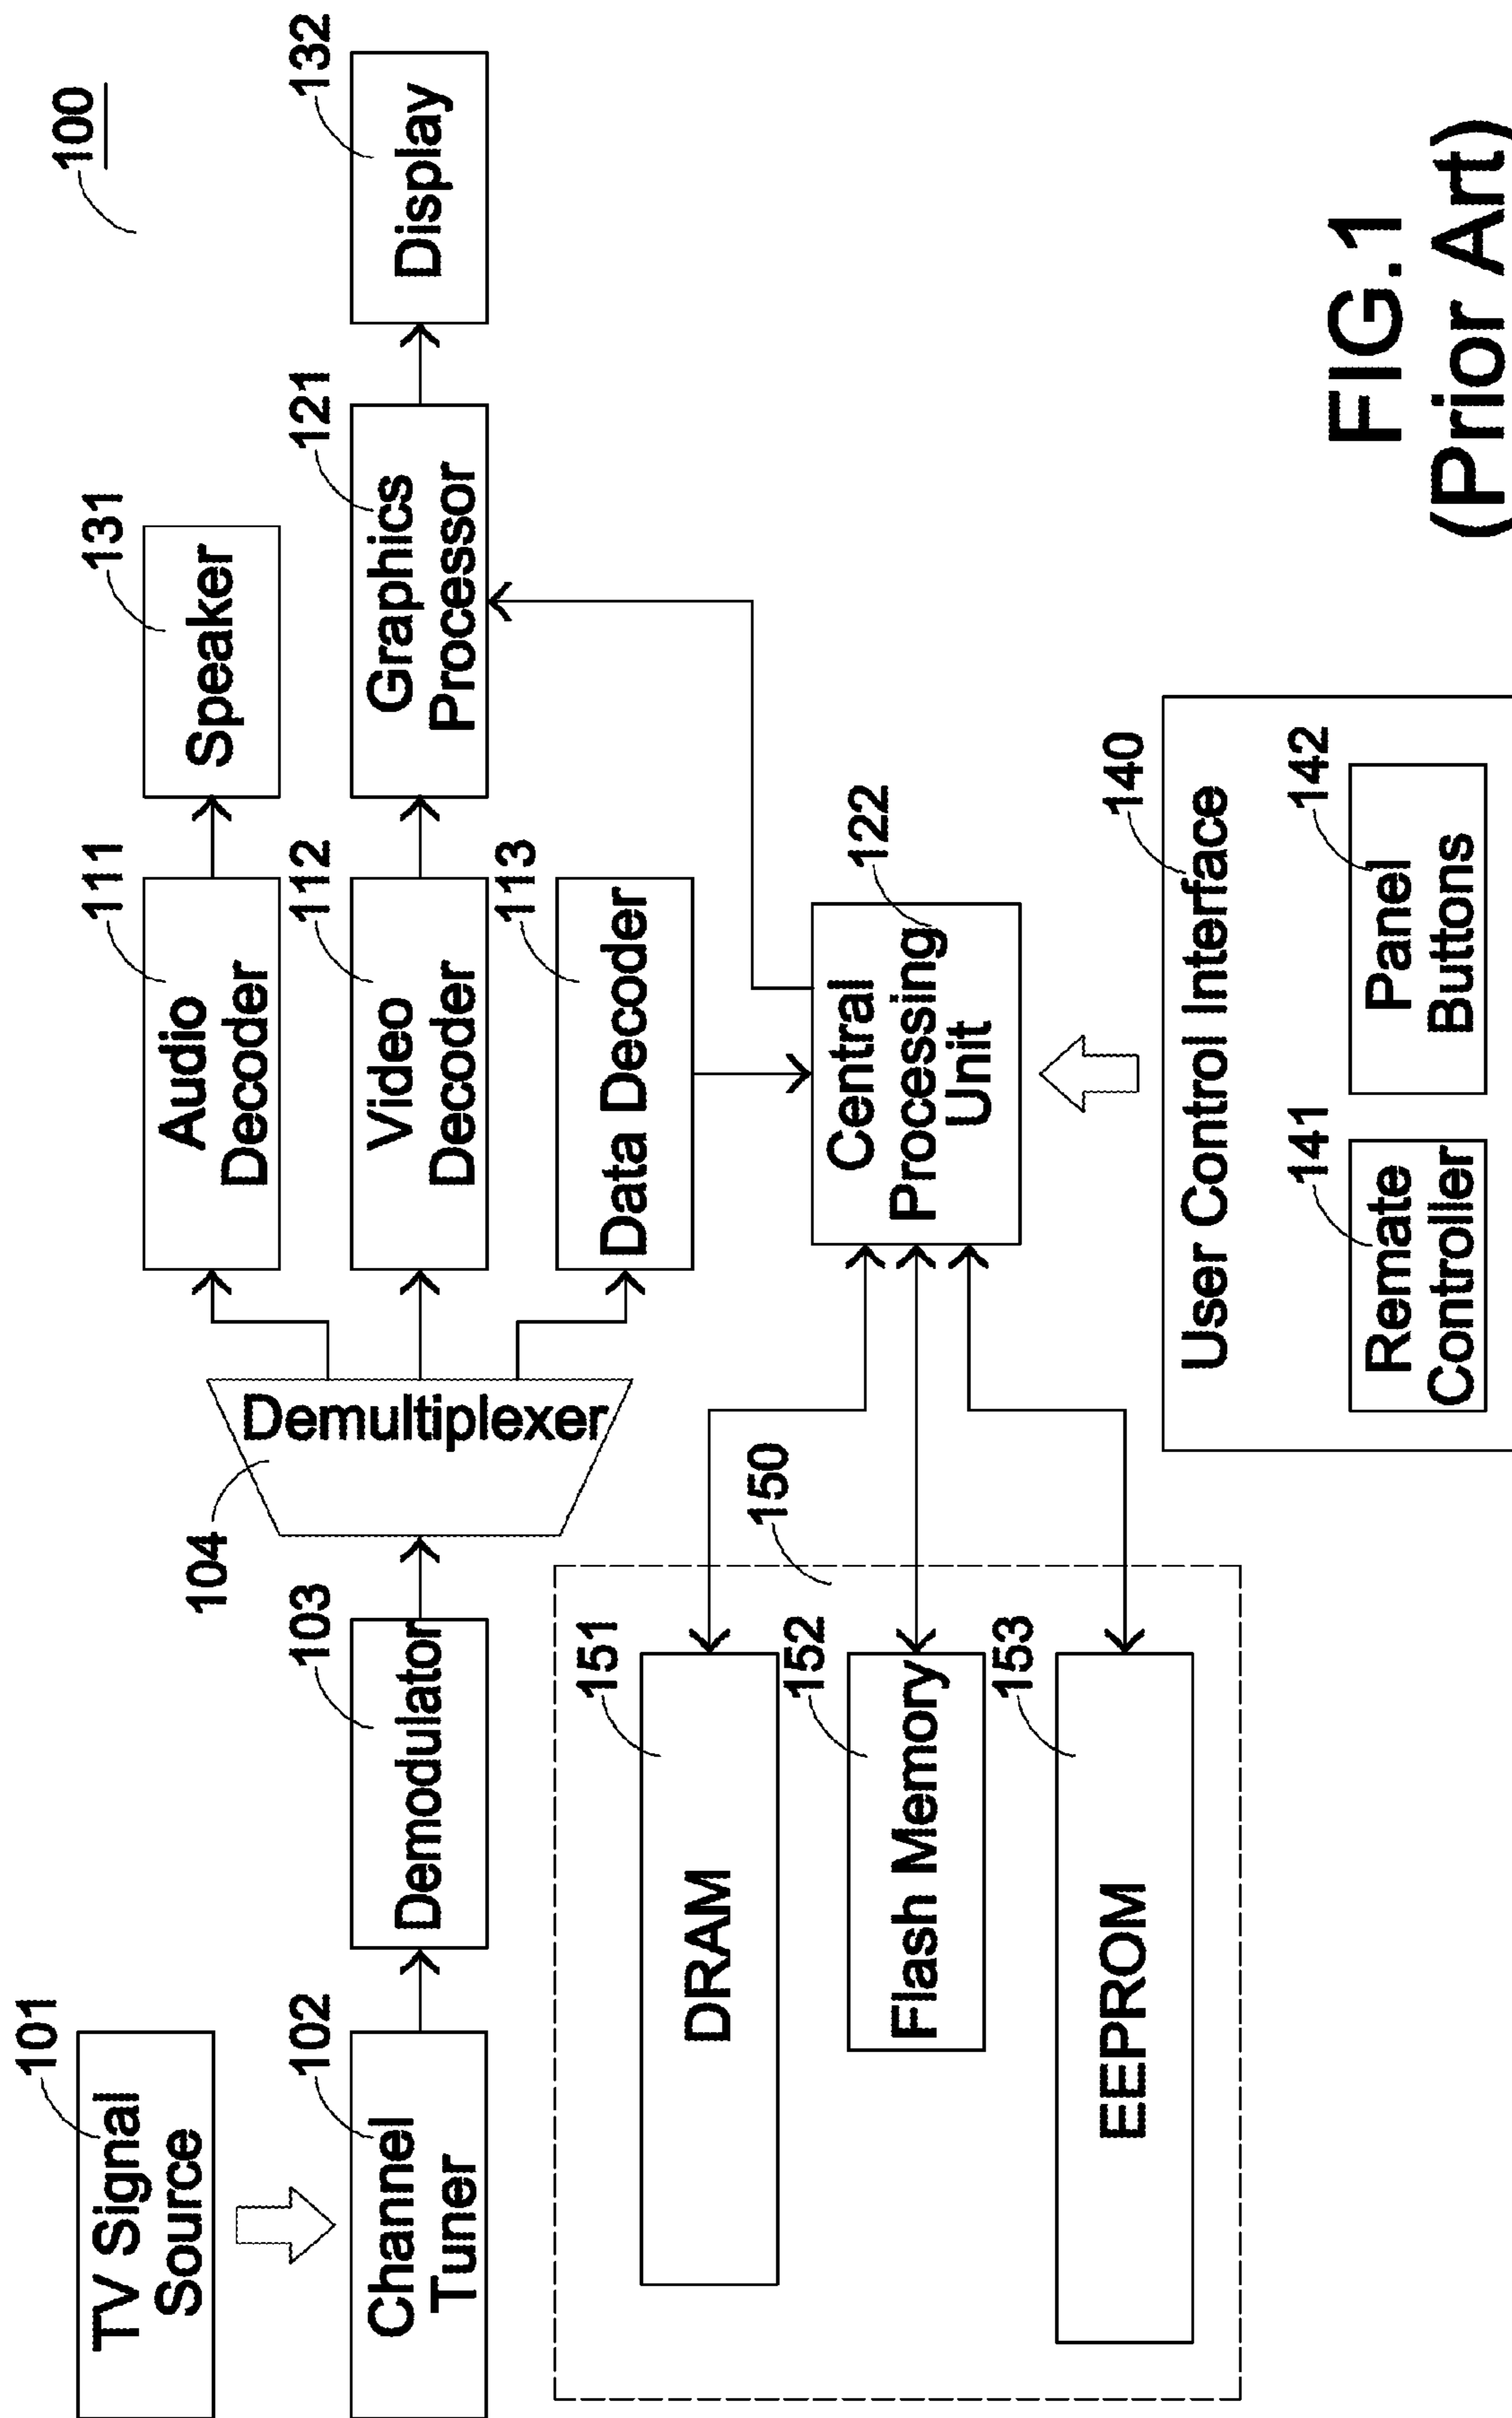 100
101
TV Signal
Source
102
Channel
Tuner
103
Demodulator
104
Demultiplexer
111
Audio
Decoder
131
Speaker
112
Video
Decoder
121
Graphics
Processor
132
Display
113
Data Decoder
122
Central
Processing
Unit
150
151
DRAM
152
Flash Memory
153
EEPROM
140
User Control Interface
141
Remate
Controller
142
Panel
Buttons
FIG.1
(Prior Art)